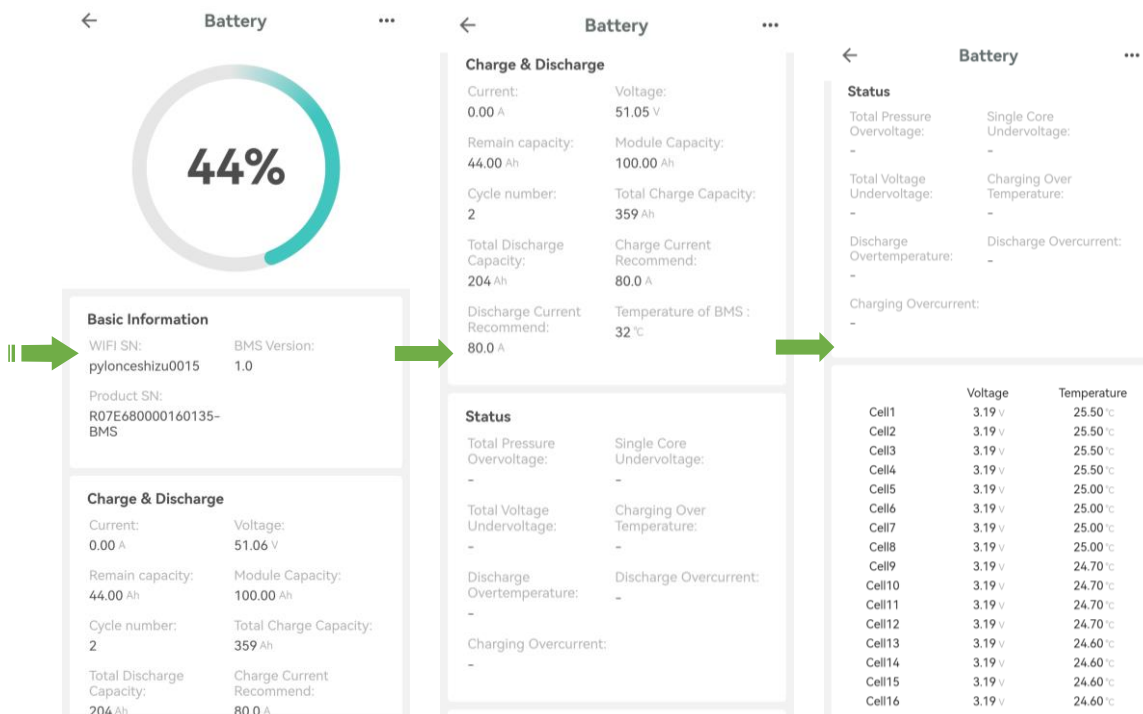 Battery
44%
Basic Information
WIFI SN: BMS Version:
pylonceshizu0015 1.0
Product SN:
R07E680000160135-
BMS
Charge & Discharge
Current: Voltage:
0.00 A 51.06 V
Remain capacity: Module Capacity:
44.00 Ah 100.00 Ah
Cycle number: Total Charge Capacity:
2 359 Ah
Total Discharge Charge Current
Capacity: Recommend:
204 Ah 80.0 A
Battery
Charge & Discharge
Current: Voltage:
0.00 A 51.05 V
Remain capacity: Module Capacity:
44.00 Ah 100.00 Ah
Cycle number: Total Charge Capacity:
2 359 Ah
Total Discharge Charge Current
Capacity: Recommend:
204 Ah 80.0 A
Discharge Current Temperature of BMS :
Recommend: 32 °C
80.0 A
Status
Total Pressure Single Core
Overvoltage: Undervoltage:
- -
Total Voltage Charging Over
Undervoltage: Temperature:
- -
Discharge Discharge Overcurrent:
Overtemperature: -
-
Charging Overcurrent:
-
Battery
Status
Total Pressure Single Core
Overvoltage: Undervoltage:
- -
Total Voltage Charging Over
Undervoltage: Temperature:
- -
Discharge Discharge Overcurrent:
Overtemperature: -
-
Charging Overcurrent:
-
Voltage Temperature
Cell1 3.19 V 25.50 °C
Cell2 3.19 V 25.50 °C
Cell3 3.19 V 25.50 °C
Cell4 3.19 V 25.50 °C
Cell5 3.19 V 25.00 °C
Cell6 3.19 V 25.00 °C
Cell7 3.19 V 25.00 °C
Cell8 3.19 V 25.00 °C
Cell9 3.19 V 24.70 °C
Cell10 3.19 V 24.70 °C
Cell11 3.19 V 24.70 °C
Cell12 3.19 V 24.70 °C
Cell13 3.19 V 24.60 °C
Cell14 3.19 V 24.60 °C
Cell15 3.19 V 24.60 °C
Cell16 3.19 V 24.60 °C